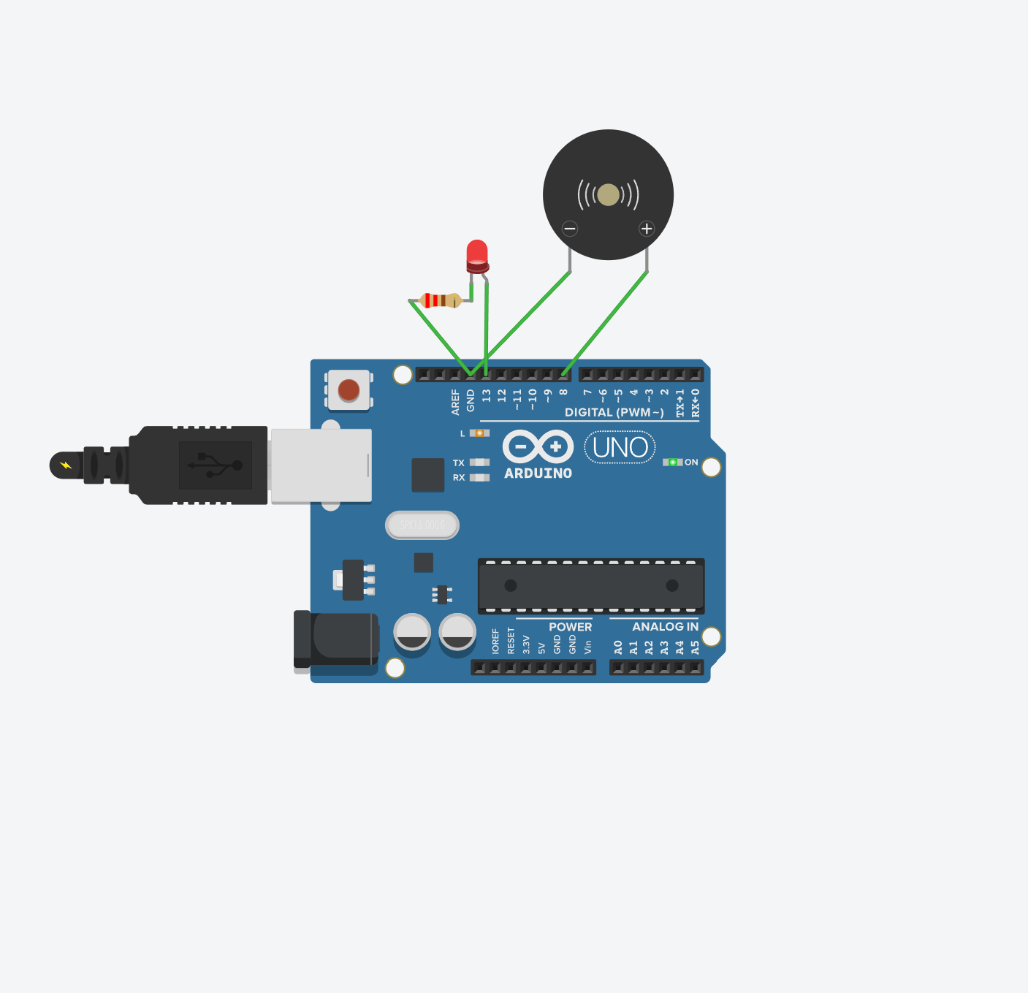 − +
AREF GND 13 12 ~11 ~10 ~9 8 7 ~6 ~5 ~4 ~3 2 TX→1 RX←0
DIGITAL (PWM~)
L
TX
RX
− +
ARDUINO
UNO
ON
POWER
ANALOG IN
IOREF RESET 3.3V 5V GND GND Vin A0 A1 A2 A3 A4 A5